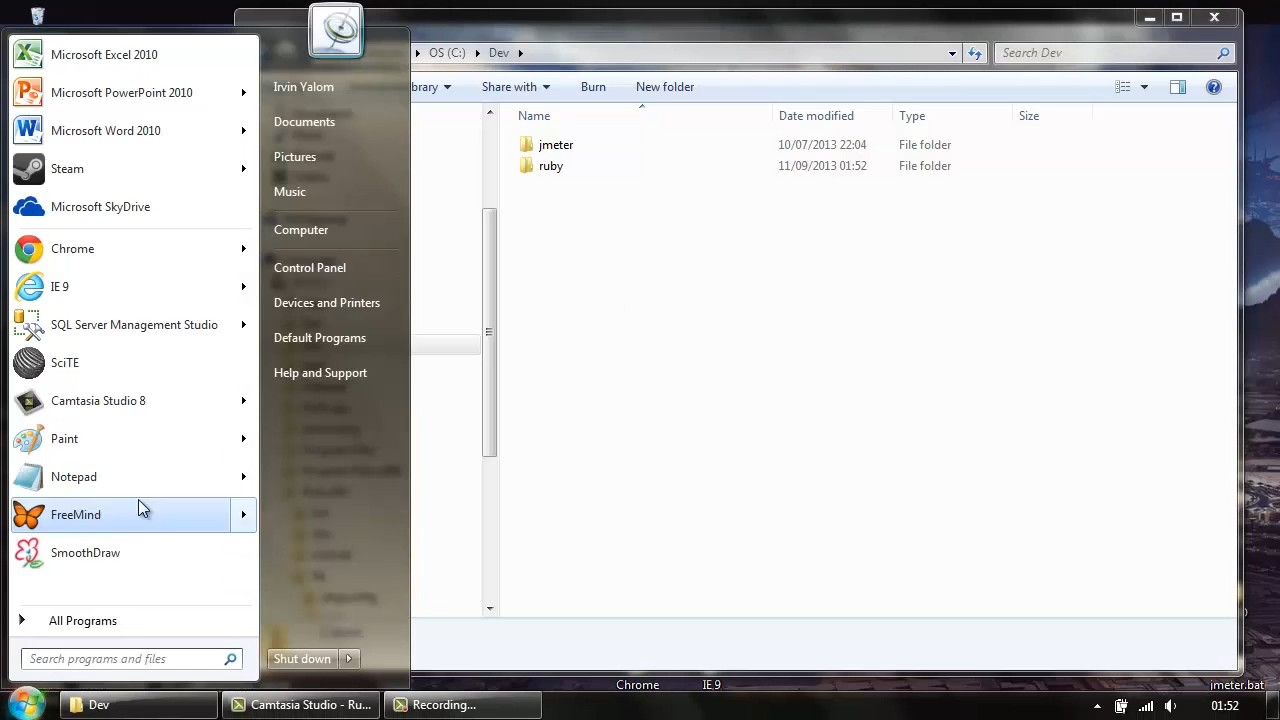 Microsoft Excel 2010
Microsoft PowerPoint 2010
Microsoft Word 2010
Steam
Microsoft SkyDrive
Chrome
IE 9
SQL Server Management Studio
SciTE
Camtasia Studio 8
Paint
Notepad
FreeMind
SmoothDraw
All Programs
Search programs and files
Irvin Yalom
Documents
Pictures
Music
Computer
Control Panel
Devices and Printers
Default Programs
Help and Support
Shut down
OS (C:) Dev
Search Dev
brary Share with Burn New folder
Name Date modified Type Size
jmeter 10/07/2013 22:04 File folder
ruby 11/09/2013 01:52 File folder
Chrome IE 9 jmeter.bat
Dev Camtasia Studio - Ru... Recording... 01:52